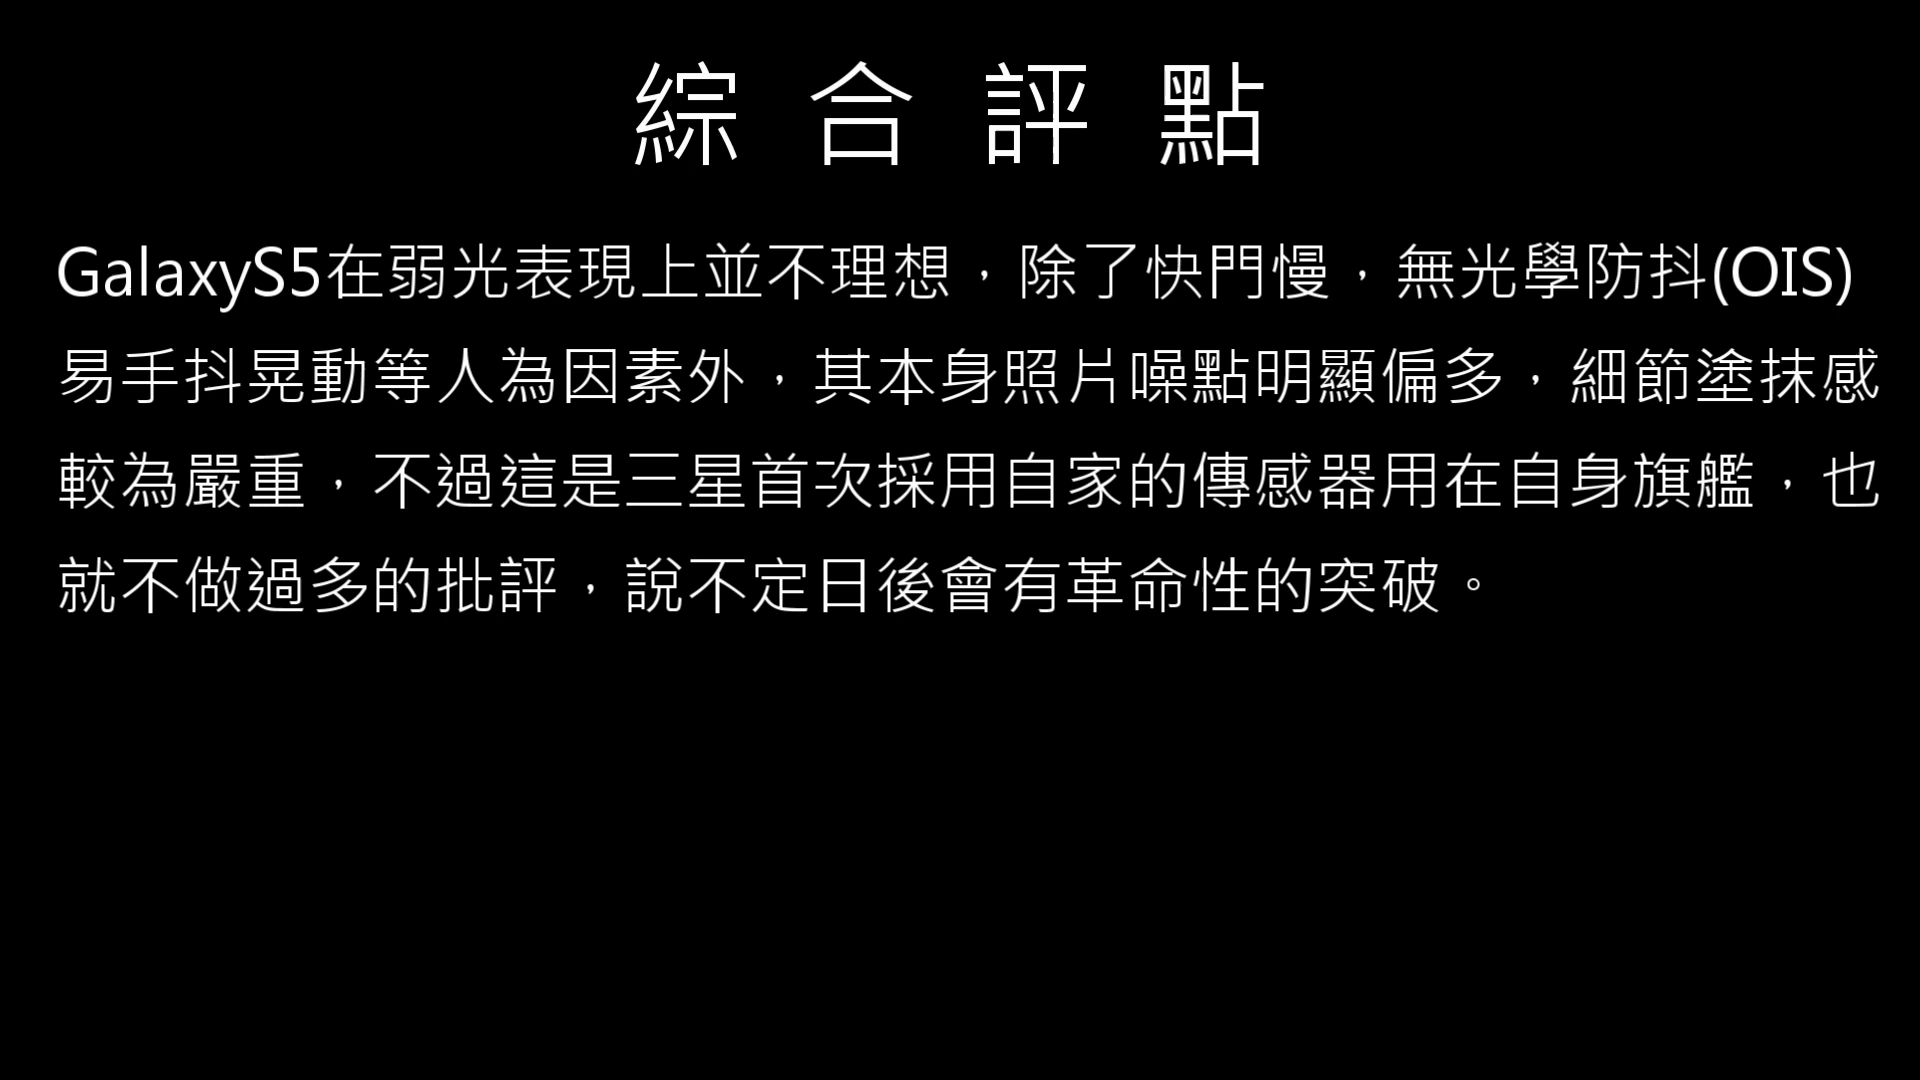 綜合評點
GalaxyS5在弱光表現上並不理想，除了快門慢，無光學防抖(OIS)
易手抖晃動等人為因素外，其本身照片噪點明顯偏多，細節塗抹感
較為嚴重，不過這是三星首次採用自家的傳感器用在自身旗艦，也
就不做過多的批評，說不定日後會有革命性的突破。